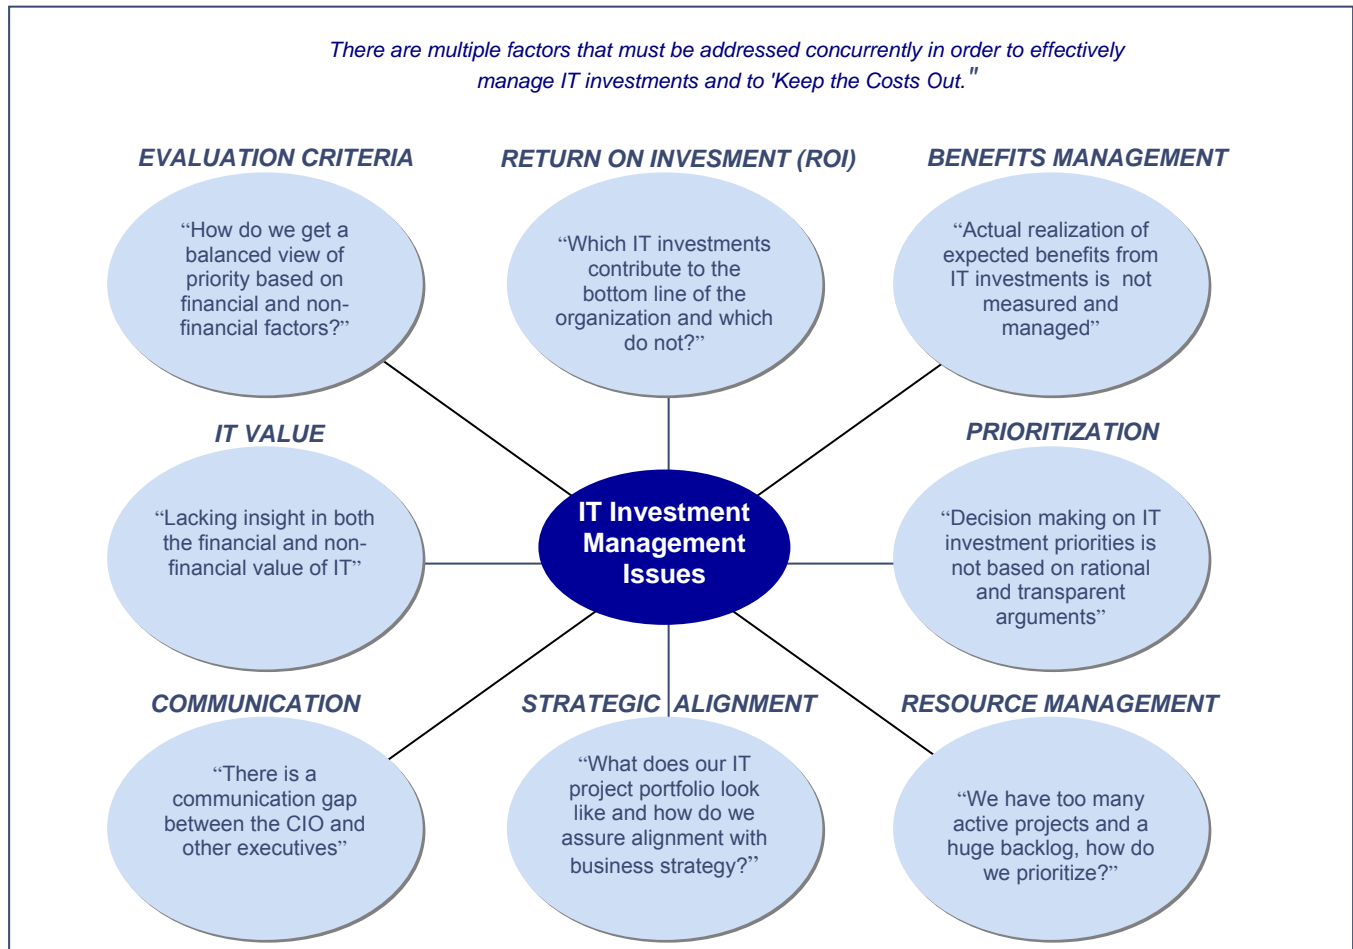 There are multiple factors that must be addressed concurrently in order to effectively
manage IT investments and to 'Keep the Costs Out."
EVALUATION CRITERIA
“How do we get a
balanced view of
priority based on
financial and non-
financial factors?”
RETURN ON INVESMENT (ROI)
“Which IT investments
contribute to the
bottom line of the
organization and which
do not?”
BENEFITS MANAGEMENT
“Actual realization of
expected benefits from
IT investments is not
measured and
managed”
IT VALUE
“Lacking insight in both
the financial and non-
financial value of IT”
IT Investment
Management
Issues
PRIORITIZATION
“Decision making on IT
investment priorities is
not based on rational
and transparent
arguments”
COMMUNICATION
“There is a
communication gap
between the CIO and
other executives”
STRATEGIC ALIGNMENT
“What does our IT
project portfolio look
like and how do we
assure alignment with
business strategy?”
RESOURCE MANAGEMENT
“We have too many
active projects and a
huge backlog, how do
we prioritize?”